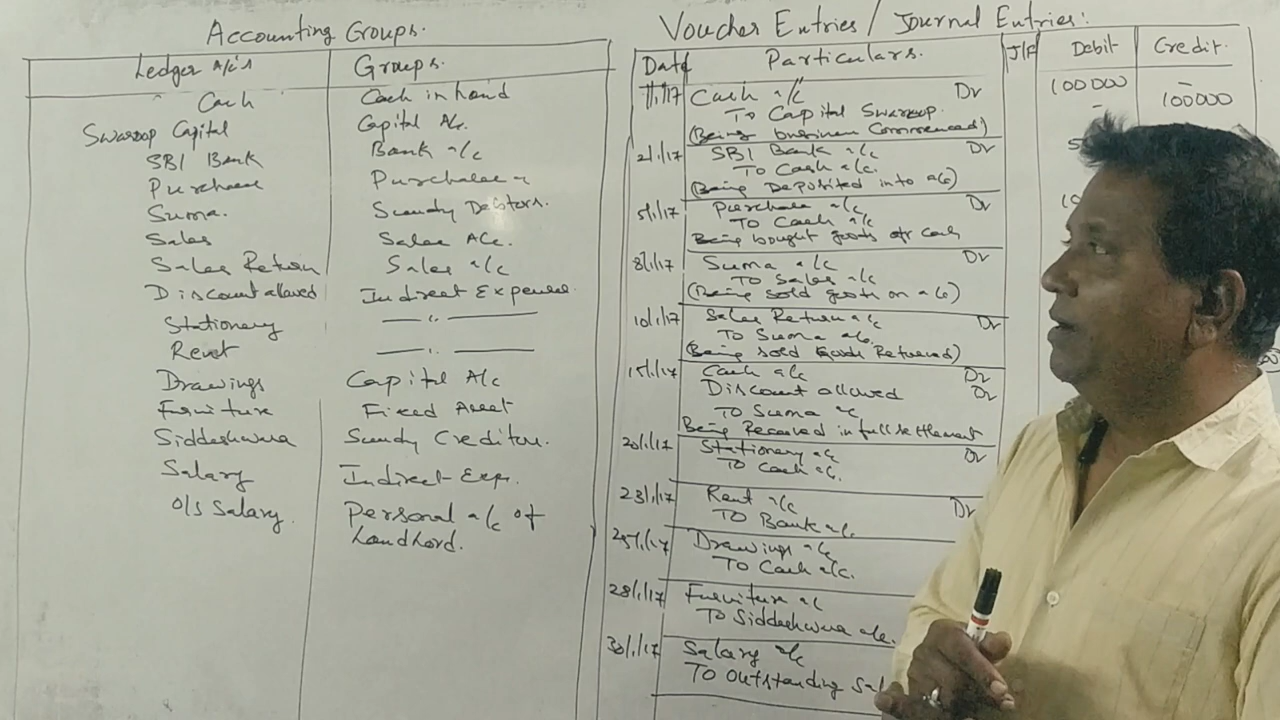 Accounting Groups.
Ledger A/c's Groups.
Cash Cash in hand
Swaroop Capital Capital A/c.
SBI Bank Bank a/c
Purchase Purchase a
Suma. Sundry Debtors.
Sales Sales A/c.
Sales Return Sales a/c
Discount allowed Indirect Expenses.
Stationery — " —
Rent — " —
Drawings Capital A/c
Furniture Fixed Asset
Siddeshwara Sundry Creditors.
Salary Indirect Exp.
O/S Salary. Personal a/c of
Landlord.
Voucher Entries / Journal Entries:
Date Particulars. J/F Debit Credit.
1/1/17 Cash a/c Dr 100000 -
To Capital Swaroop. - 100000
(Being business Commenced)
2/1/17 SBI Bank a/c Dr 5
To Cash a/c.
(Being Deposited into a/c)
5/1/17 Purchase a/c Dr 10
To Cash a/c
Being bought goods for cash
8/1/17 Suma a/c Dr
To Sales a/c
(Being sold goods on a/c)
10/1/17 Sales Return a/c Dr
To Suma a/c.
(Being sold goods Returned)
15/1/17 Cash a/c Dr
Discount allowed Dr
To Suma a/c
Being Received in full settlement
20/1/17 Stationery a/c Dr
To Cash a/c.
23/1/17 Rent a/c Dr
To Bank a/c.
25/1/17 Drawings a/c
To Cash a/c.
28/1/17 Furniture a/c
To Siddeshwara a/c.
30/1/17 Salary a/c
To Outstanding Sal